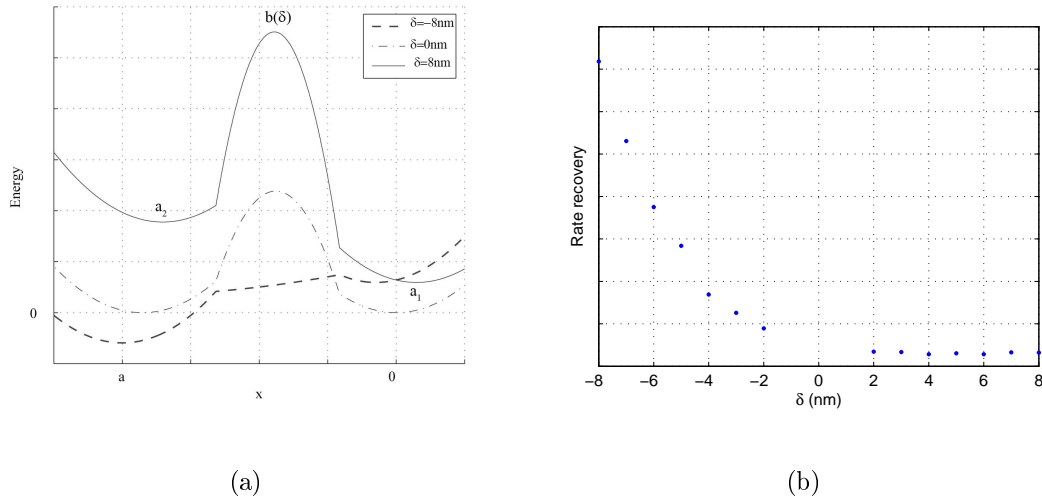 b(δ)
δ=−8nm
δ=0nm
δ=8nm
Energy
a2
a1
0
a
0
x
(a)
Rate recovery
−8 −6 −4 −2 0 2 4 6 8
δ (nm)
(b)